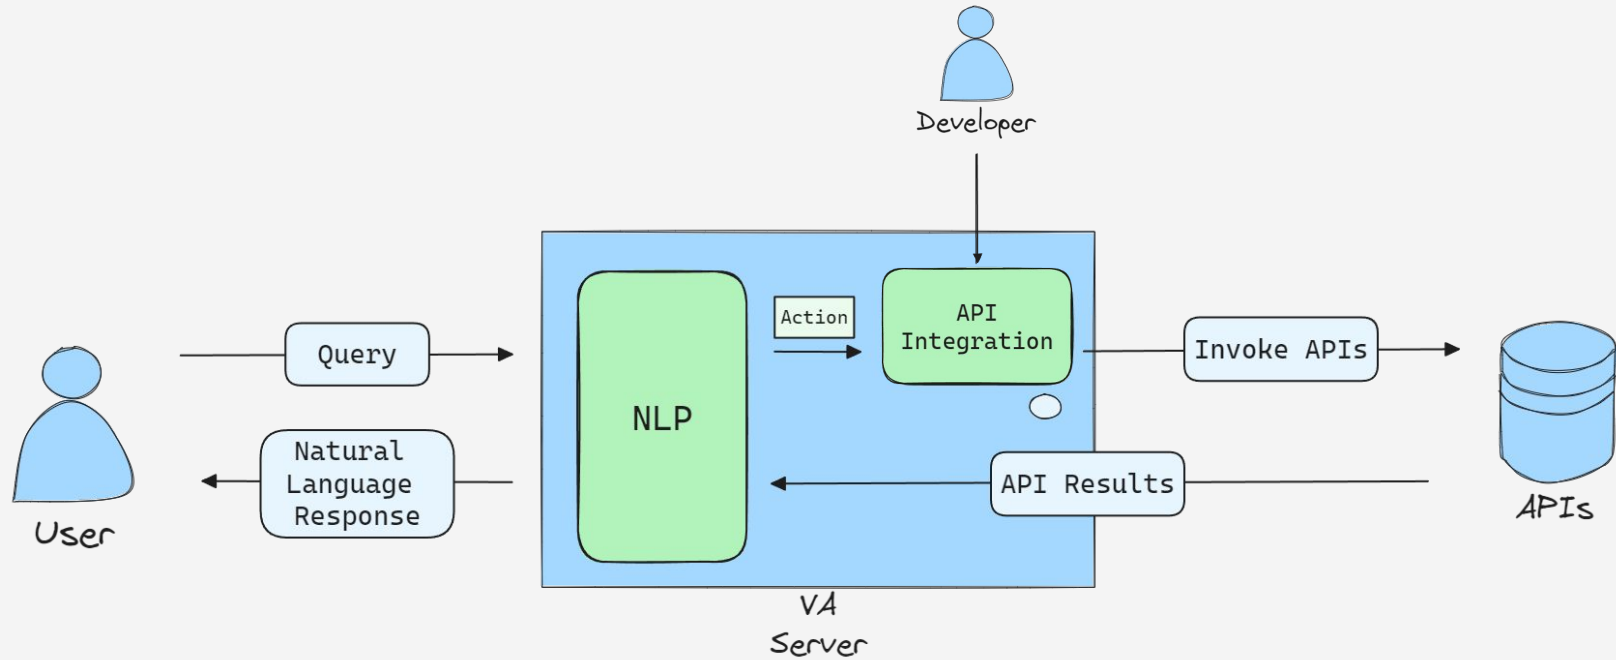 Developer
Action
API
Integration
Query
Invoke APIs
NLP
Natural
Language
Response
API Results
User
APIs
VA
Server